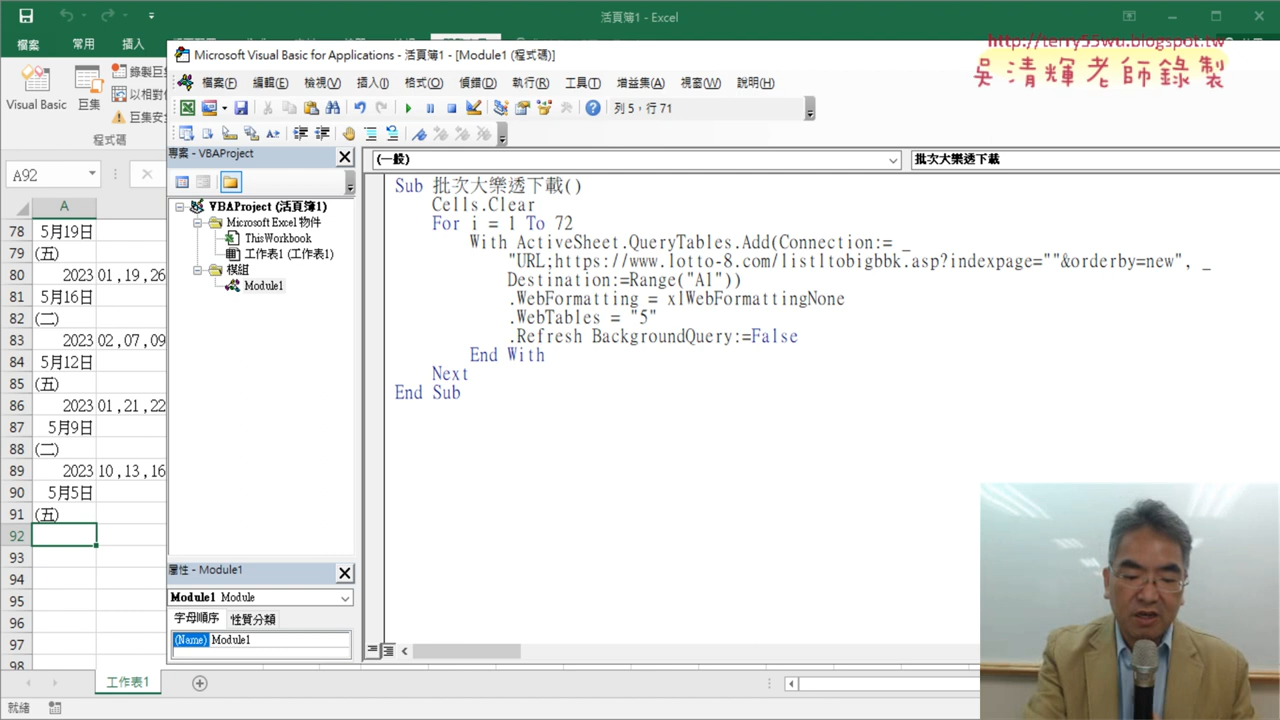 活頁簿1 - Excel
檔案 常用 插入
http://terry55wu.blogspot.tw
吳清輝老師錄製
Visual Basic 巨集
錄製巨集
以相對位
巨集安
程式碼
Microsoft Visual Basic for Applications - 活頁簿1 - [Module1 (程式碼)]
檔案(F) 編輯(E) 檢視(V) 插入(I) 格式(O) 偵錯(D) 執行(R) 工具(T) 增益集(A) 視窗(W) 說明(H)
列 5，行 71
專案 - VBAProject
(一般) 批次大樂透下載
VBAProject (活頁簿1)
Microsoft Excel 物件
ThisWorkbook
工作表1 (工作表1)
模組
Module1
屬性 - Module1
Module1 Module
字母順序 性質分類
(Name) Module1
Sub 批次大樂透下載()
Cells.Clear
For i = 1 To 72
With ActiveSheet.QueryTables.Add(Connection:= _
"URL;https://www.lotto-8.com/listltobigbbk.asp?indexpage=""&orderby=new", _
Destination:=Range("A1"))
.WebFormatting = xlWebFormattingNone
.WebTables = "5"
.Refresh BackgroundQuery:=False
End With
Next
End Sub
A92
A
78 5月19日
79 (五)
80 2023 01,19,26
81 5月16日
82 (二)
83 2023 02,07,09
84 5月12日
85 (五)
86 2023 01,21,22
87 5月9日
88 (二)
89 2023 10,13,16
90 5月5日
91 (五)
92
93
94
95
96
97
98
工作表1
就緒